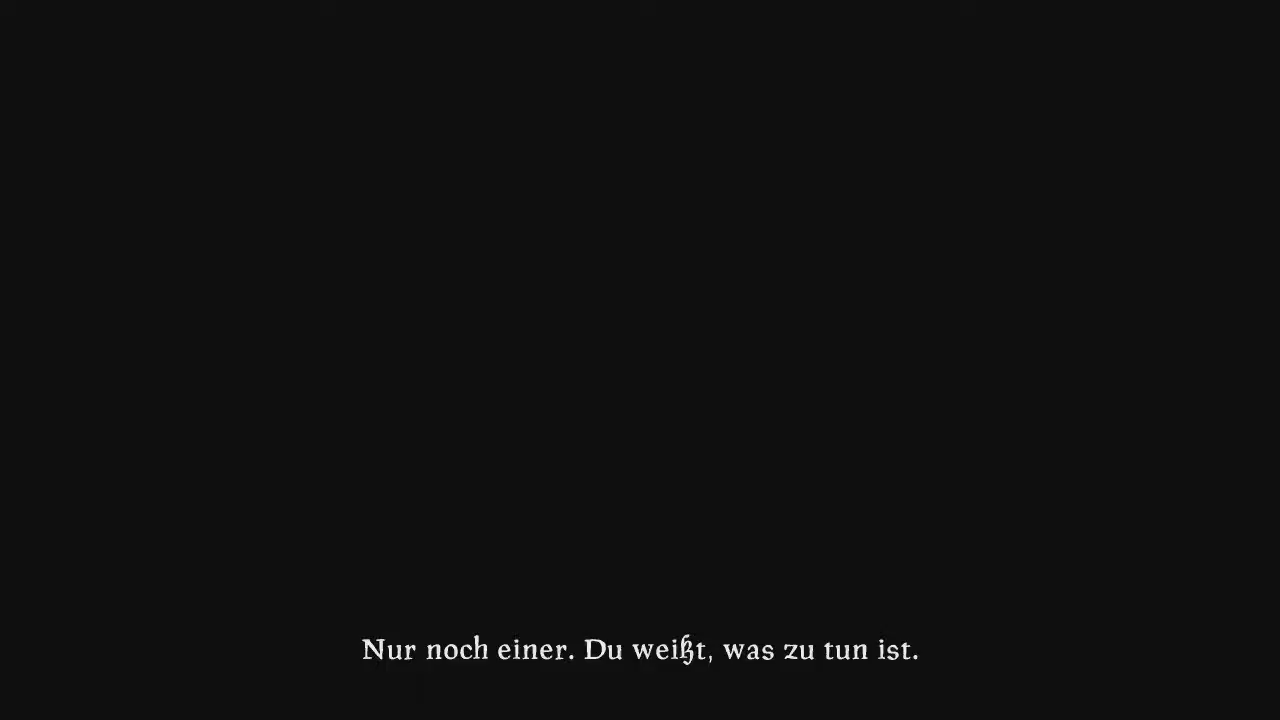 Nur noch einer. Du weißt, was zu tun ist.